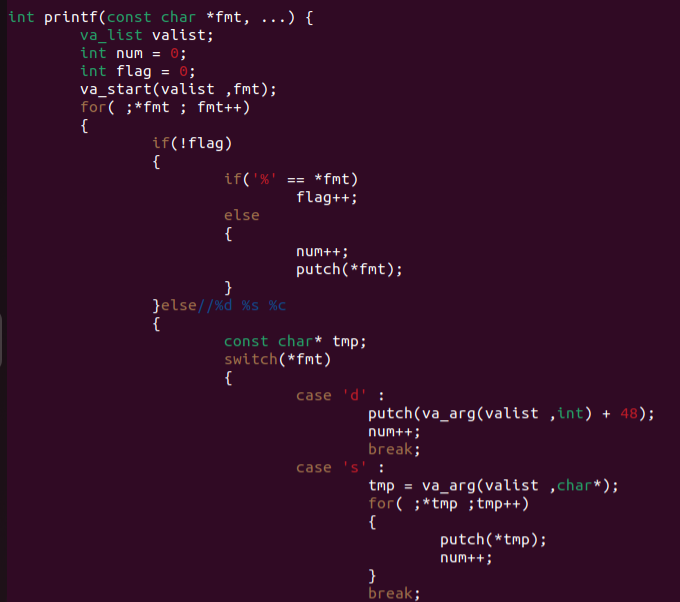 int printf(const char *fmt, ...) {
        va_list valist;
        int num = 0;
        int flag = 0;
        va_start(valist ,fmt);
        for( ;*fmt ; fmt++)
        {
                if(!flag)
                {
                        if('%' == *fmt)
                                flag++;
                        else
                        {
                                num++;
                                putch(*fmt);
                        }
                }else//%d %s %c
                {
                        const char* tmp;
                        switch(*fmt)
                        {
                                case 'd' :
                                        putch(va_arg(valist ,int) + 48);
                                        num++;
                                        break;
                                case 's' :
                                        tmp = va_arg(valist ,char*);
                                        for( ;*tmp ;tmp++)
                                        {
                                                putch(*tmp);
                                                num++;
                                        }
                                        break;